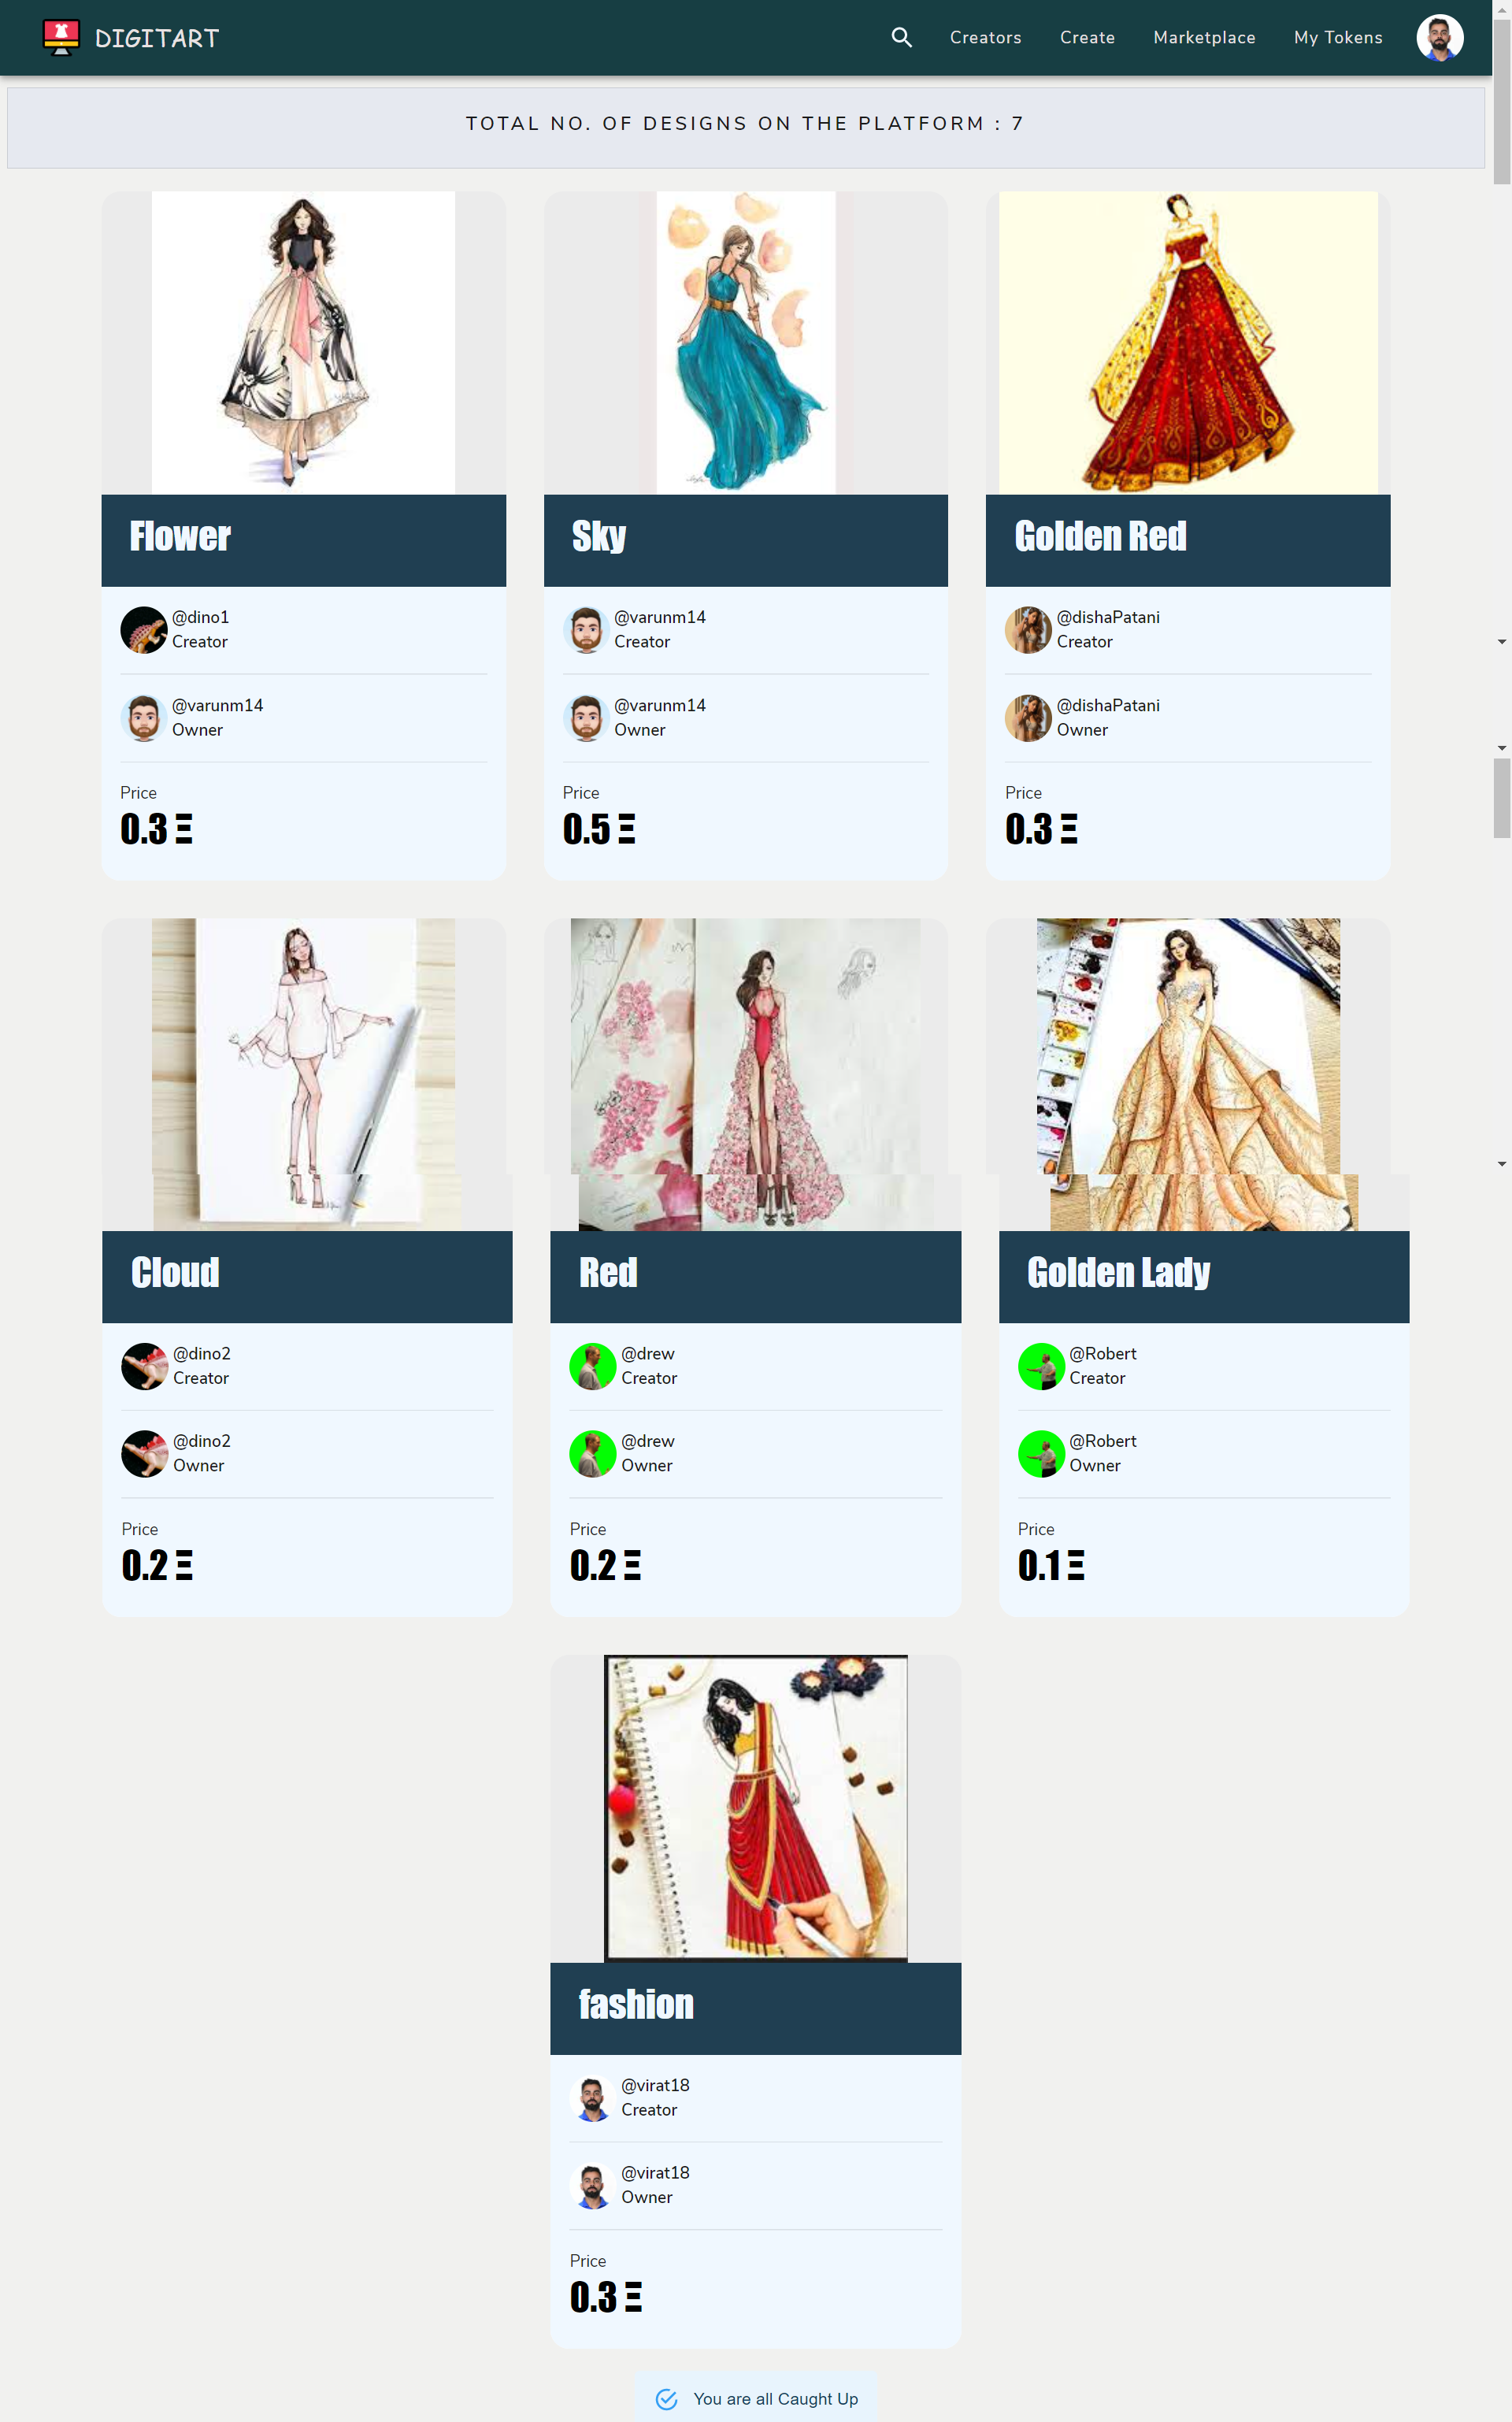 DIGITART
Creators
Create
Marketplace
My Tokens
TOTAL NO. OF DESIGNS ON THE PLATFORM : 7
Flower
@dino1
Creator
@varunm14
Owner
Price
0.3 Ξ
Sky
@varunm14
Creator
@varunm14
Owner
Price
0.5 Ξ
Golden Red
@dishaPatani
Creator
@dishaPatani
Owner
Price
0.3 Ξ
Cloud
@dino2
Creator
@dino2
Owner
Price
0.2 Ξ
Red
@drew
Creator
@drew
Owner
Price
0.2 Ξ
Golden Lady
@Robert
Creator
@Robert
Owner
Price
0.1 Ξ
fashion
@virat18
Creator
@virat18
Owner
Price
0.3 Ξ
You are all Caught Up